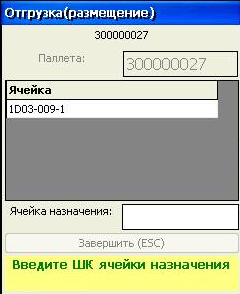 Отгрузка(размещение)
300000027
Паллета: 300000027
Ячейка
1D03-009-1
Ячейка назначения:
Завершить (ESC)
Введите ШК ячейки назначения